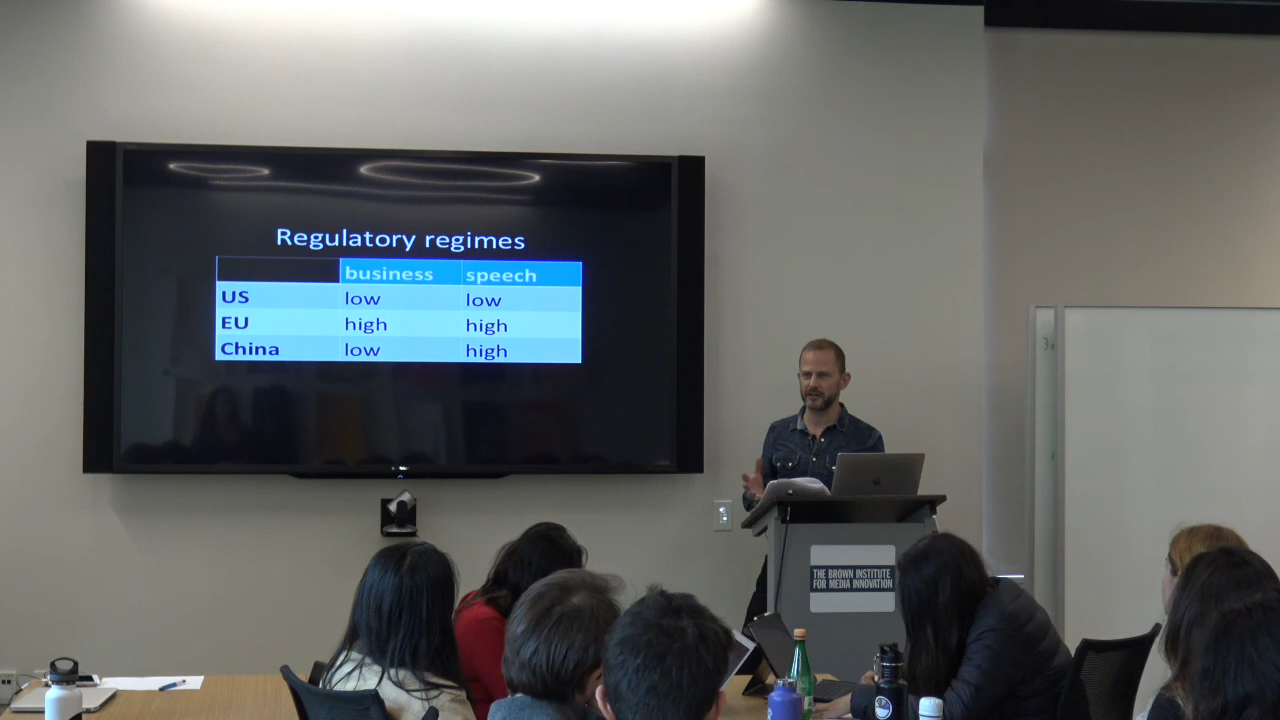 Regulatory regimes
business speech
US low low
EU high high
China low high
THE BROWN INSTITUTE
FOR MEDIA INNOVATION